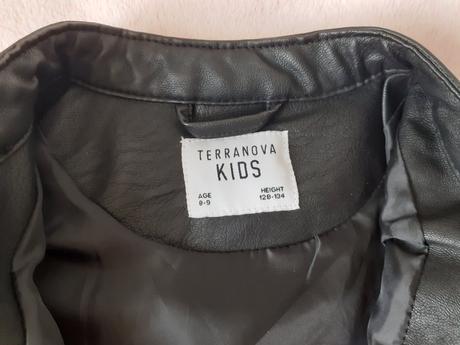 TERRANOVA
KIDS
AGE HEIGHT
8-9 128-134